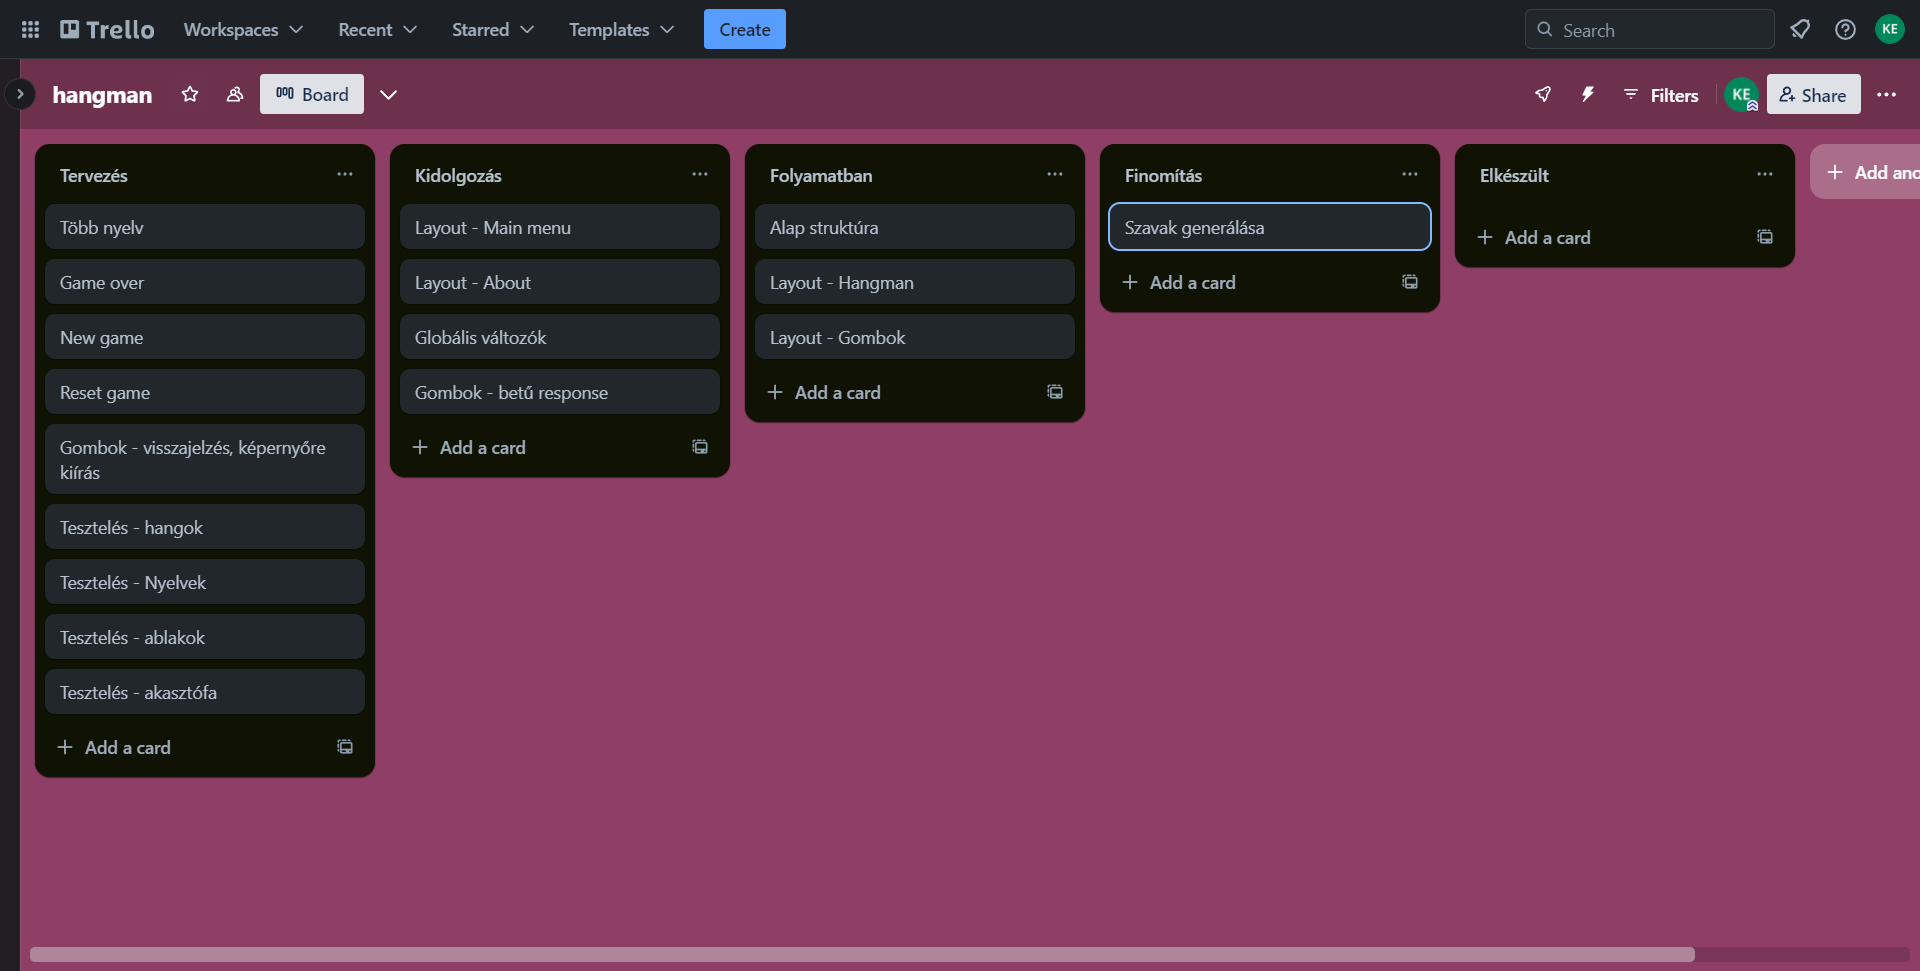 Trello
Workspaces
Recent
Starred
Templates
Create
Search
KE
hangman
Board
Filters
KE
Share
Tervezés
Több nyelv
Game over
New game
Reset game
Gombok - visszajelzés, képernyőre
kiírás
Tesztelés - hangok
Tesztelés - Nyelvek
Tesztelés - ablakok
Tesztelés - akasztófa
Add a card
Kidolgozás
Layout - Main menu
Layout - About
Globális változók
Gombok - betű response
Add a card
Folyamatban
Alap struktúra
Layout - Hangman
Layout - Gombok
Add a card
Finomítás
Szavak generálása
Add a card
Elkészült
Add a card
Add ano